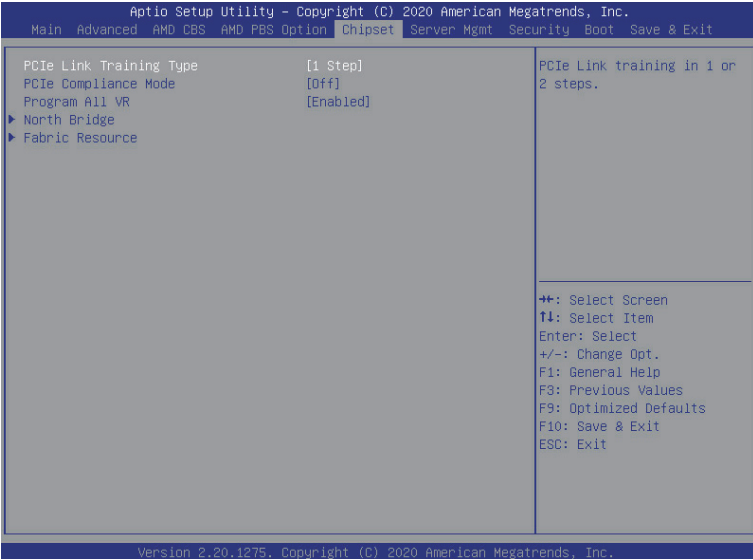 Aptio Setup Utility – Copyright (C) 2020 American Megatrends, Inc.
Main Advanced AMD CBS AMD PBS Option Chipset Server Mgmt Security Boot Save & Exit
PCIe Link Training Type [1 Step]
PCIe Compliance Mode [Off]
Program All VR [Enabled]
North Bridge
Fabric Resource
PCIe Link training in 1 or
2 steps.
→←: Select Screen
↑↓: Select Item
Enter: Select
+/-: Change Opt.
F1: General Help
F3: Previous Values
F9: Optimized Defaults
F10: Save & Exit
ESC: Exit
Version 2.20.1275. Copyright (C) 2020 American Megatrends, Inc.